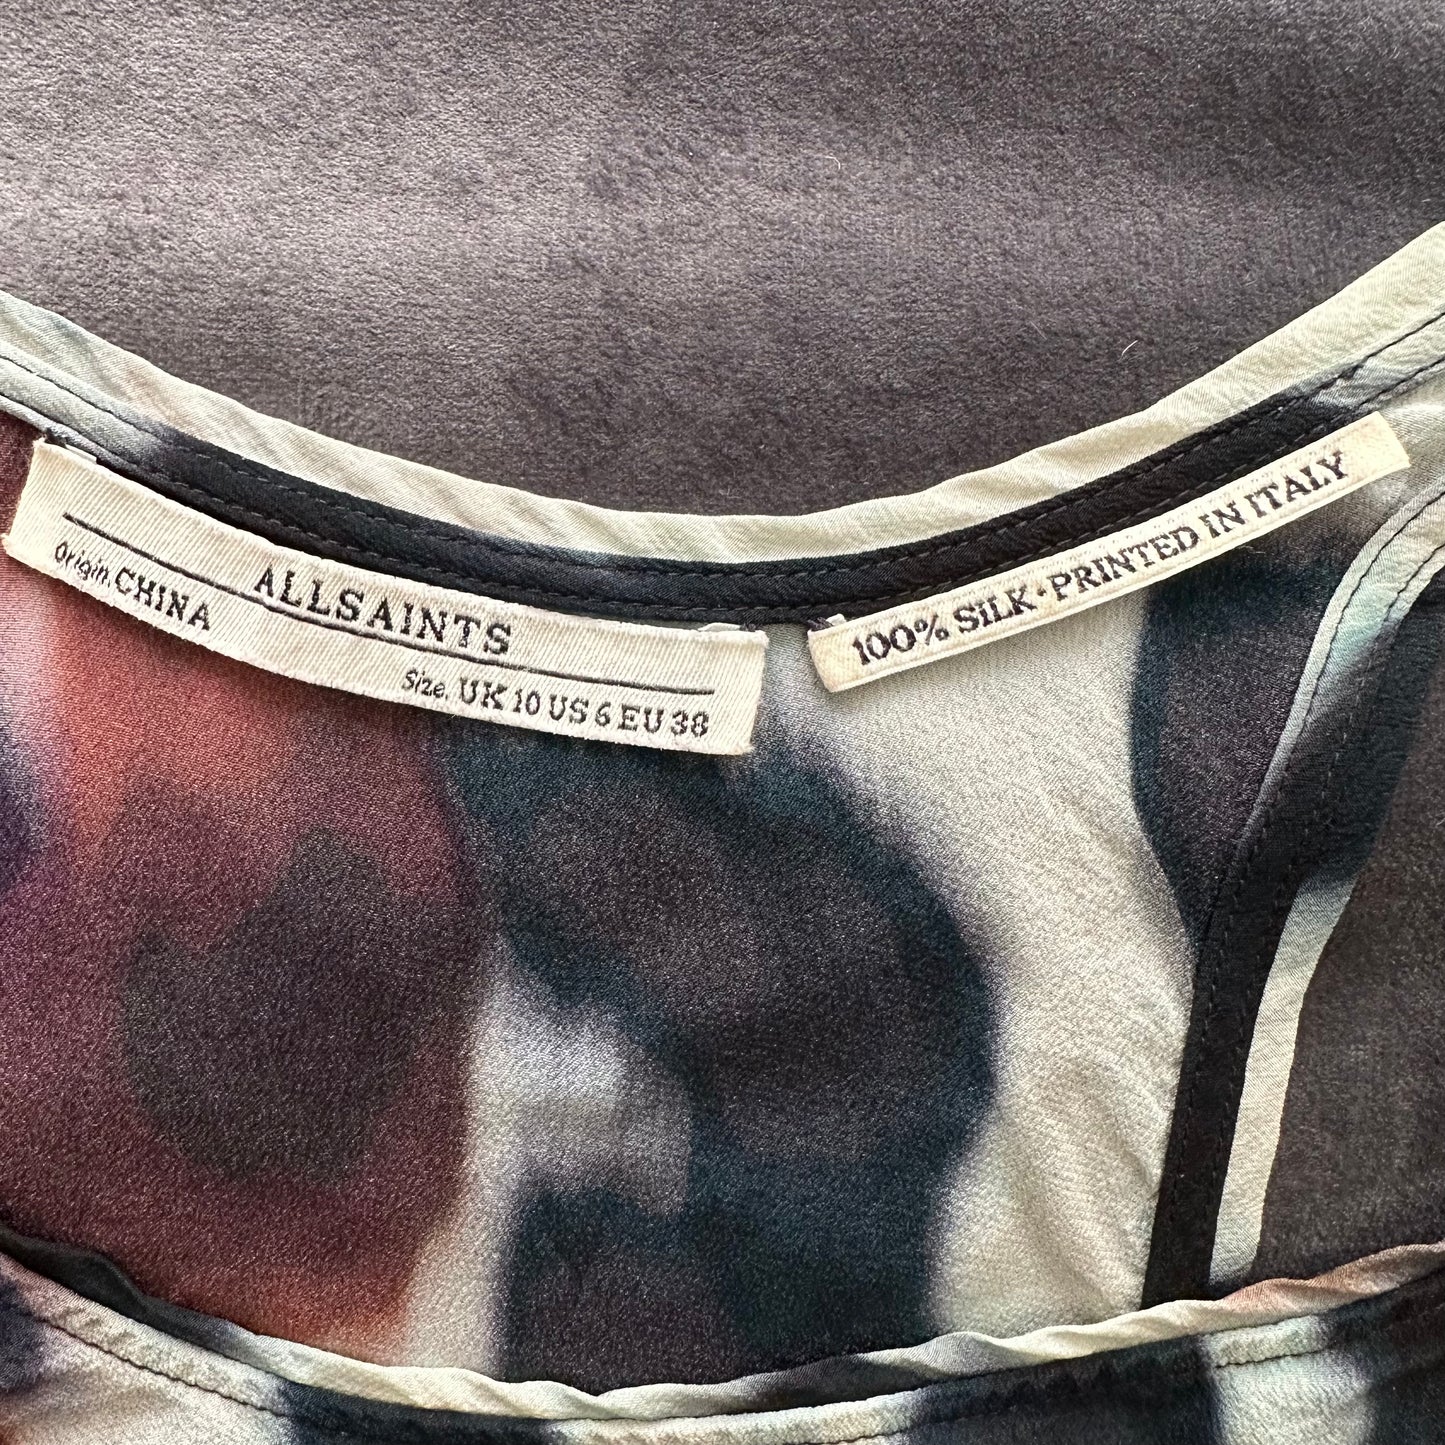 ALLSAINTS
Origin. CHINA
Size. UK 10 US 6 EU 38
100% SILK · PRINTED IN ITALY